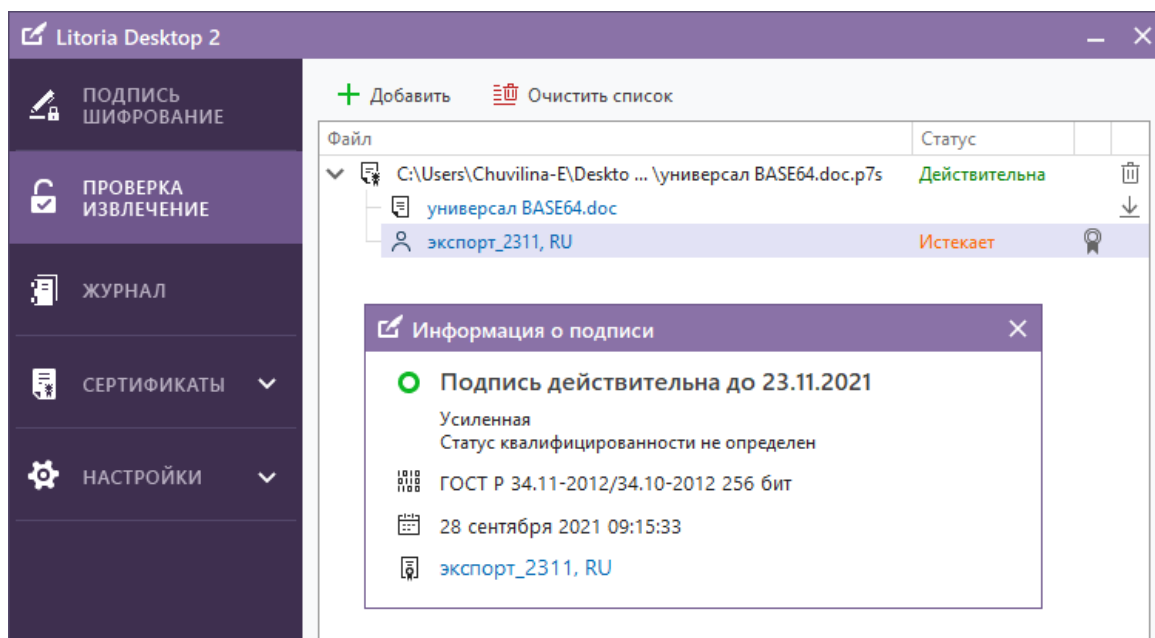 Litoria Desktop 2
ПОДПИСЬ
ШИФРОВАНИЕ
ПРОВЕРКА
ИЗВЛЕЧЕНИЕ
ЖУРНАЛ
СЕРТИФИКАТЫ
НАСТРОЙКИ
Добавить Очистить список
Файл Статус
C:\Users\Chuvilina-E\Deskto ... \универсал BASE64.doc.p7s Действительна
универсал BASE64.doc
экспорт_2311, RU Истекает
Информация о подписи
Подпись действительна до 23.11.2021
Усиленная
Статус квалифицированности не определен
ГОСТ Р 34.11-2012/34.10-2012 256 бит
28 сентября 2021 09:15:33
экспорт_2311, RU